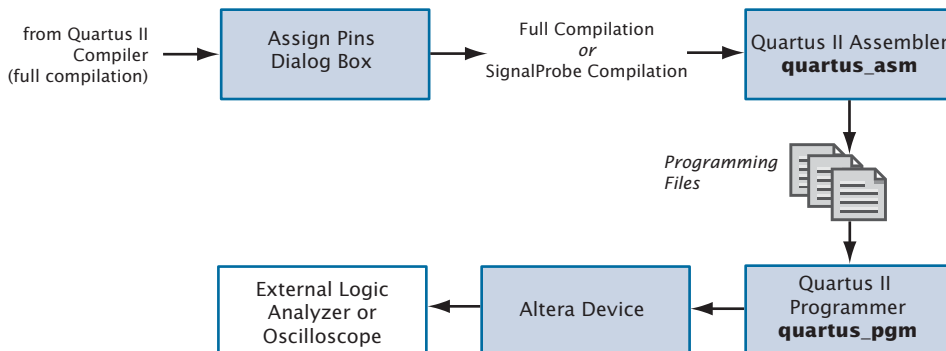 from Quartus II
Compiler
(full compilation)
Assign Pins
Dialog Box
Full Compilation
or
SignalProbe Compilation
Quartus II Assembler
quartus_asm
Programming
Files
Quartus II
Programmer
quartus_pgm
Altera Device
External Logic
Analyzer or
Oscilloscope